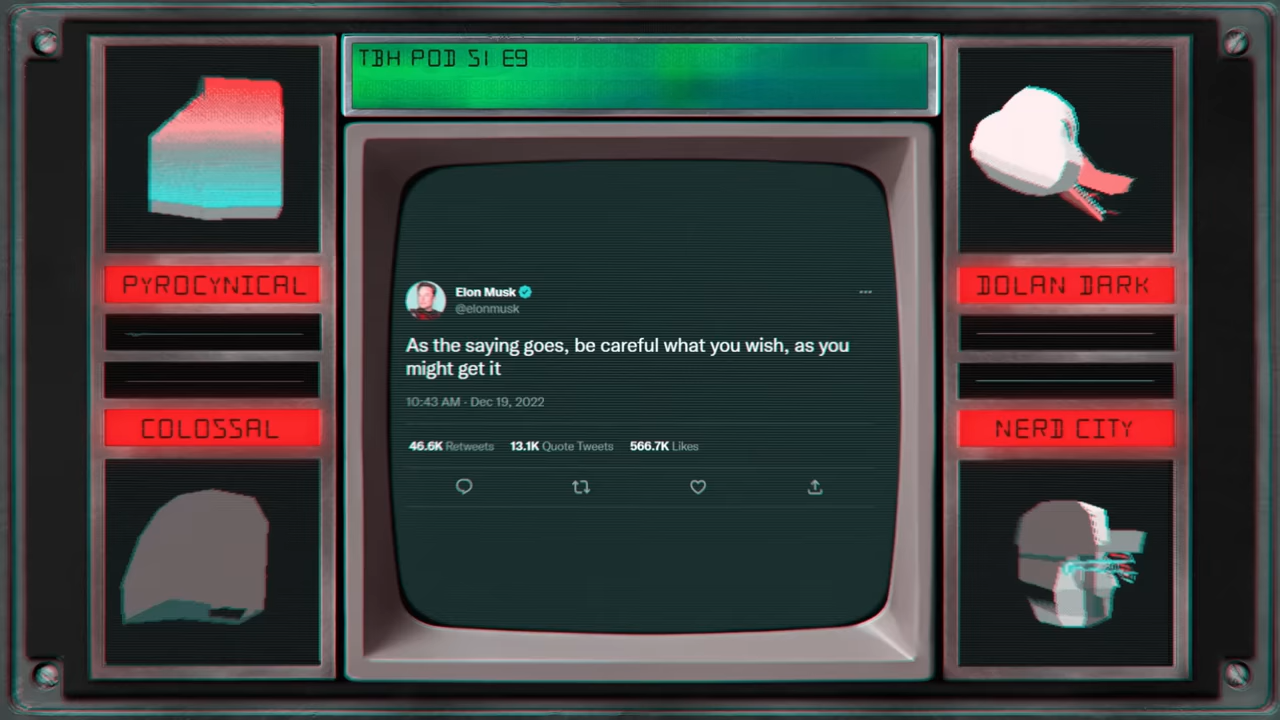 TBH POD S1 E9
PYROCYNICAL
DOLAN DARK
Elon Musk
@elonmusk
As the saying goes, be careful what you wish, as you
might get it
10:43 AM · Dec 19, 2022
46.6K Retweets 13.1K Quote Tweets 566.7K Likes
COLOSSAL
NERD CITY